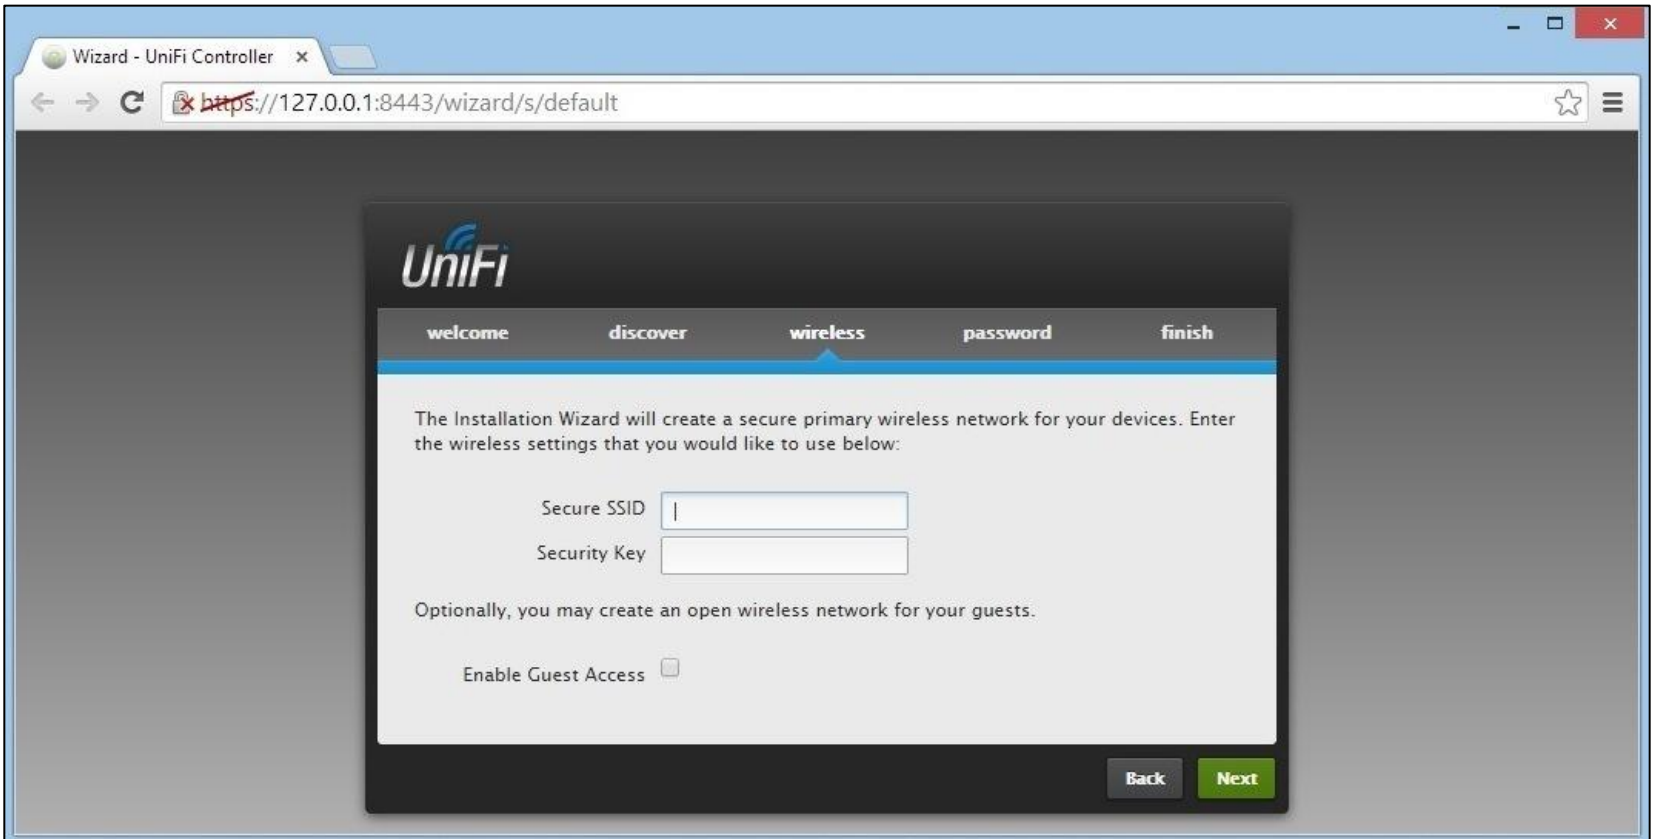 Wizard - UniFi Controller
https://127.0.0.1:8443/wizard/s/default
UniFi
welcome discover wireless password finish
The Installation Wizard will create a secure primary wireless network for your devices. Enter
the wireless settings that you would like to use below:
Secure SSID
Security Key
Optionally, you may create an open wireless network for your guests.
Enable Guest Access
Back Next